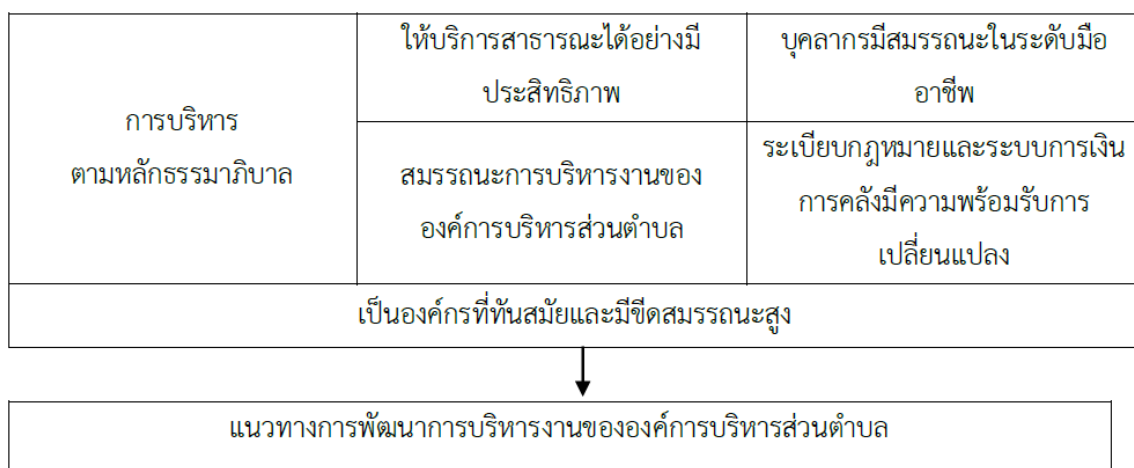 การบริหาร
ตามหลักธรรมาภิบาล
ให้บริการสาธารณะได้อย่างมี
ประสิทธิภาพ
บุคลากรมีสมรรถนะในระดับมือ
อาชีพ
สมรรถนะการบริหารงานของ
องค์การบริหารส่วนตำบล
ระเบียบกฎหมายและระบบการเงิน
การคลังมีความพร้อมรับการ
เปลี่ยนแปลง
เป็นองค์กรที่ทันสมัยและมีขีดสมรรถนะสูง
แนวทางการพัฒนาการบริหารงานขององค์การบริหารส่วนตำบล